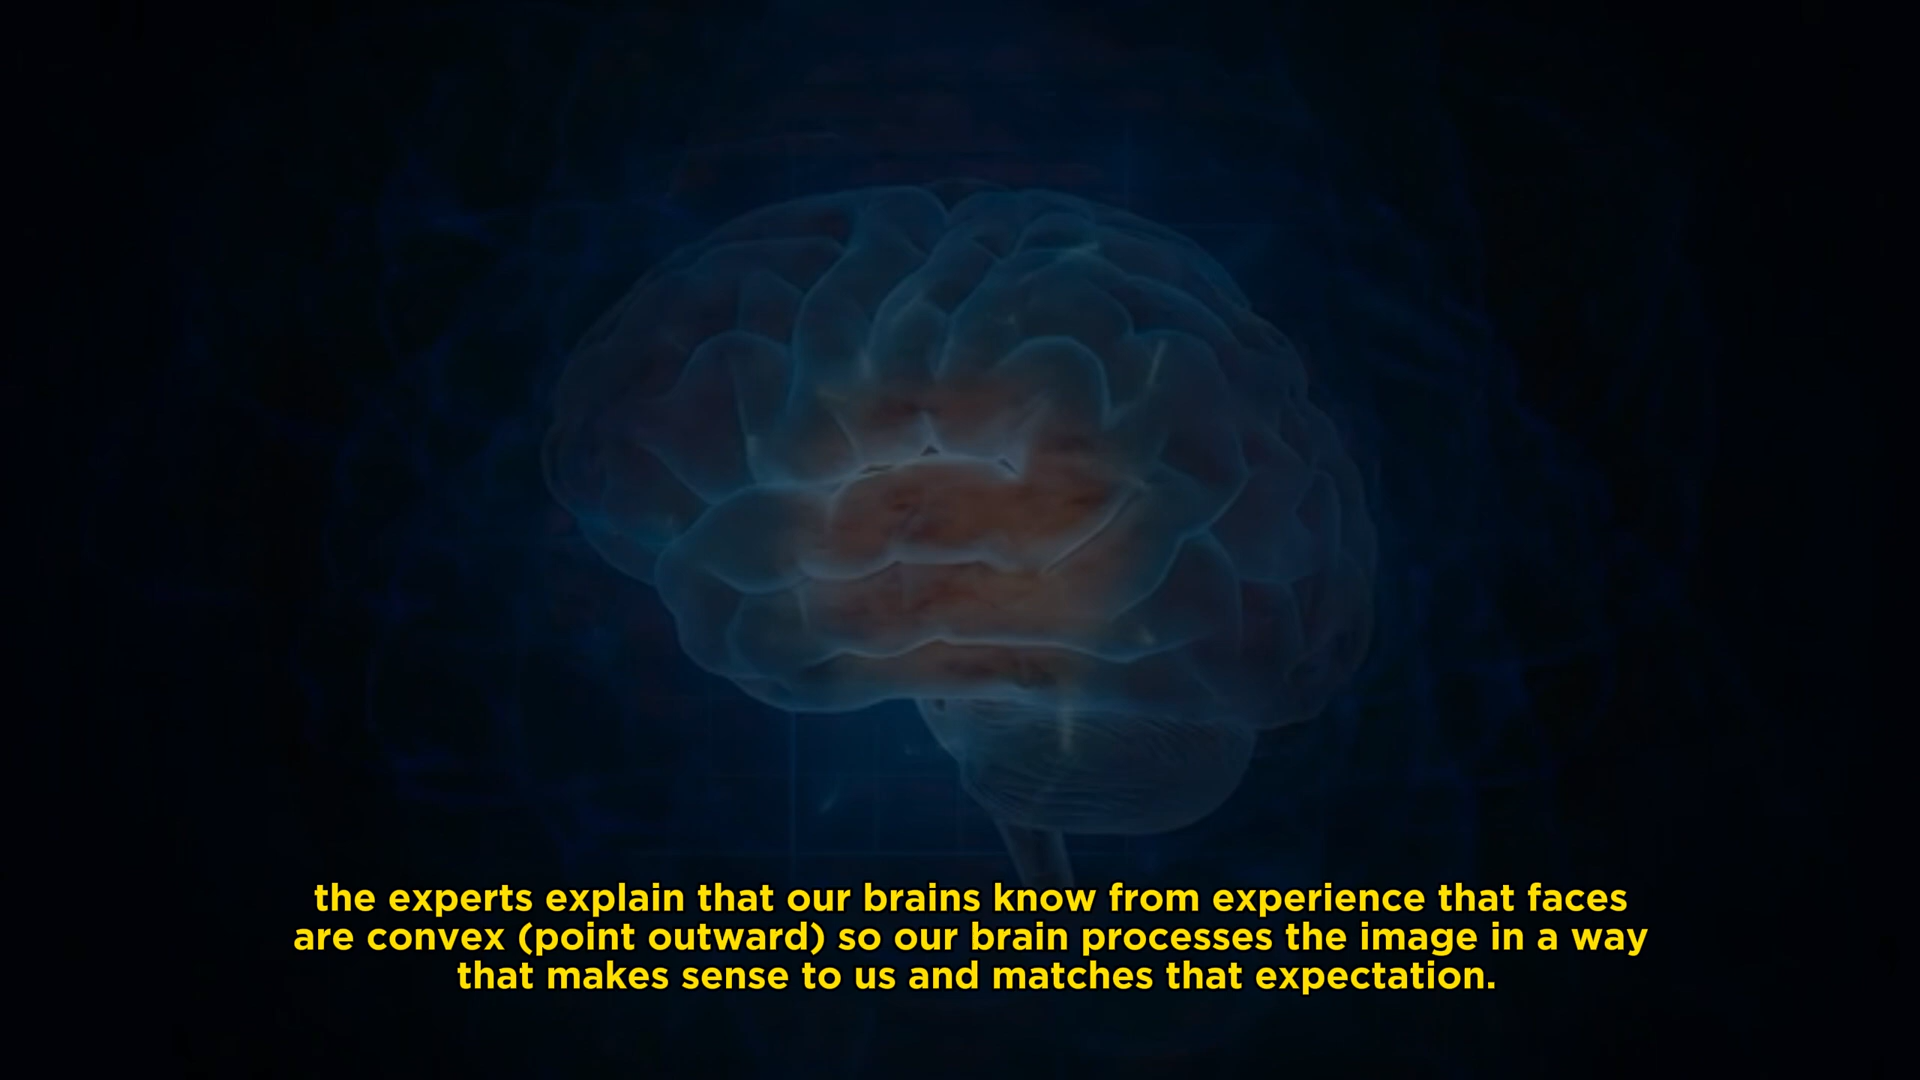 the experts explain that our brains know from experience that faces
are convex (point outward) so our brain processes the image in a way
that makes sense to us and matches that expectation.